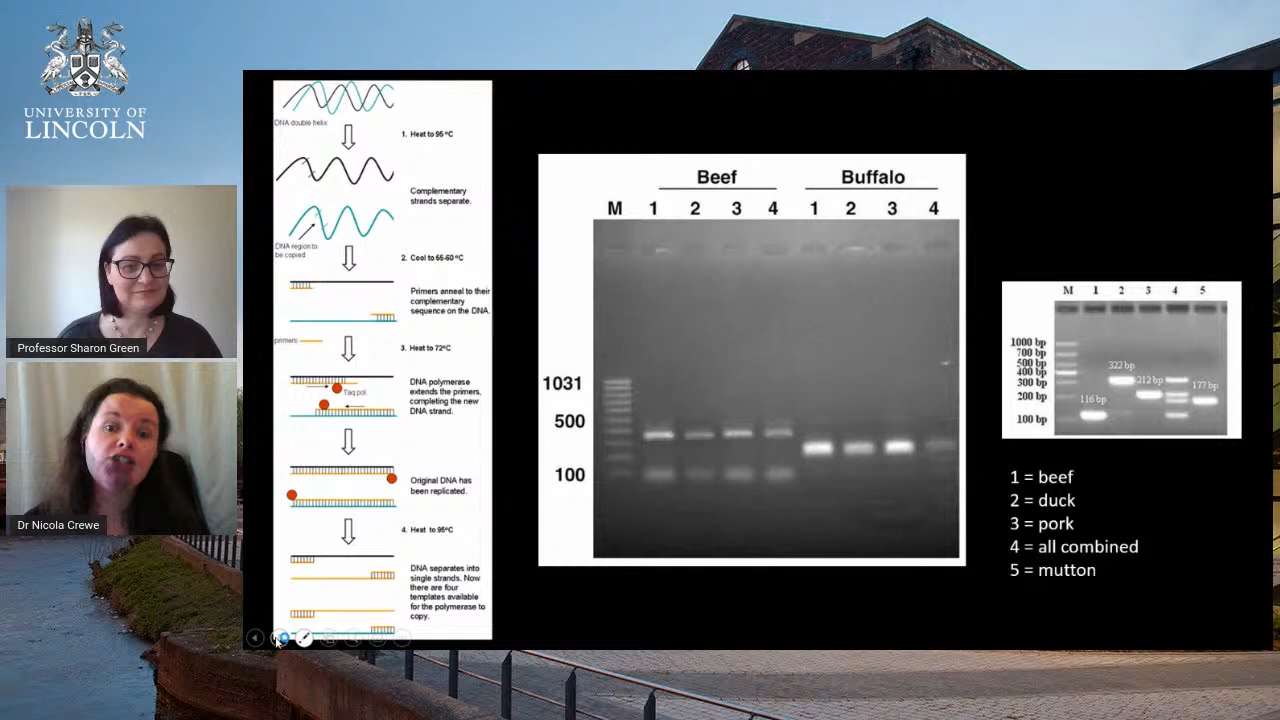 UNIVERSITY OF
LINCOLN
Professor Sharon Green
Dr Nicola Crewe
DNA double helix
1. Heat to 95 ºC
Complementary
strands separate.
DNA region to
be copied
2. Cool to 55-60 ºC
Primers anneal to their
complementary
sequence on the DNA.
primers
3. Heat to 72ºC
DNA polymerase
extends the primers,
completing the new
DNA strand.
Taq pol.
Original DNA has
been replicated.
4. Heat to 95ºC
DNA separates into
single strands. Now
there are four
templates available
for the polymerase to
copy.
Beef Buffalo
M 1 2 3 4 1 2 3 4
1031
500
100
M 1 2 3 4 5
1000 bp
700 bp
500 bp
400 bp
300 bp
200 bp
100 bp
322 bp
212 bp
177 bp
116 bp
1 = beef
2 = duck
3 = pork
4 = all combined
5 = mutton